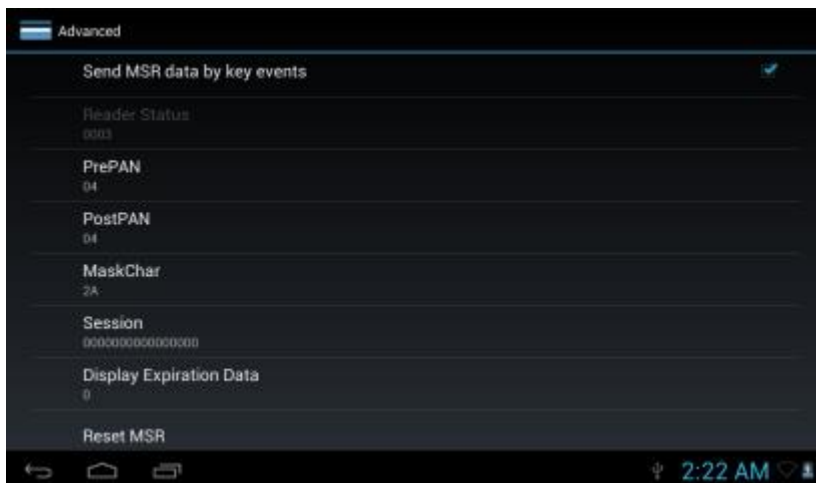 Advanced
Send MSR data by key events
Reader Status
0003
PrePAN
04
PostPAN
04
MaskChar
2A
Session
0000000000000000
Display Expiration Data
0
Reset MSR
2:22 AM